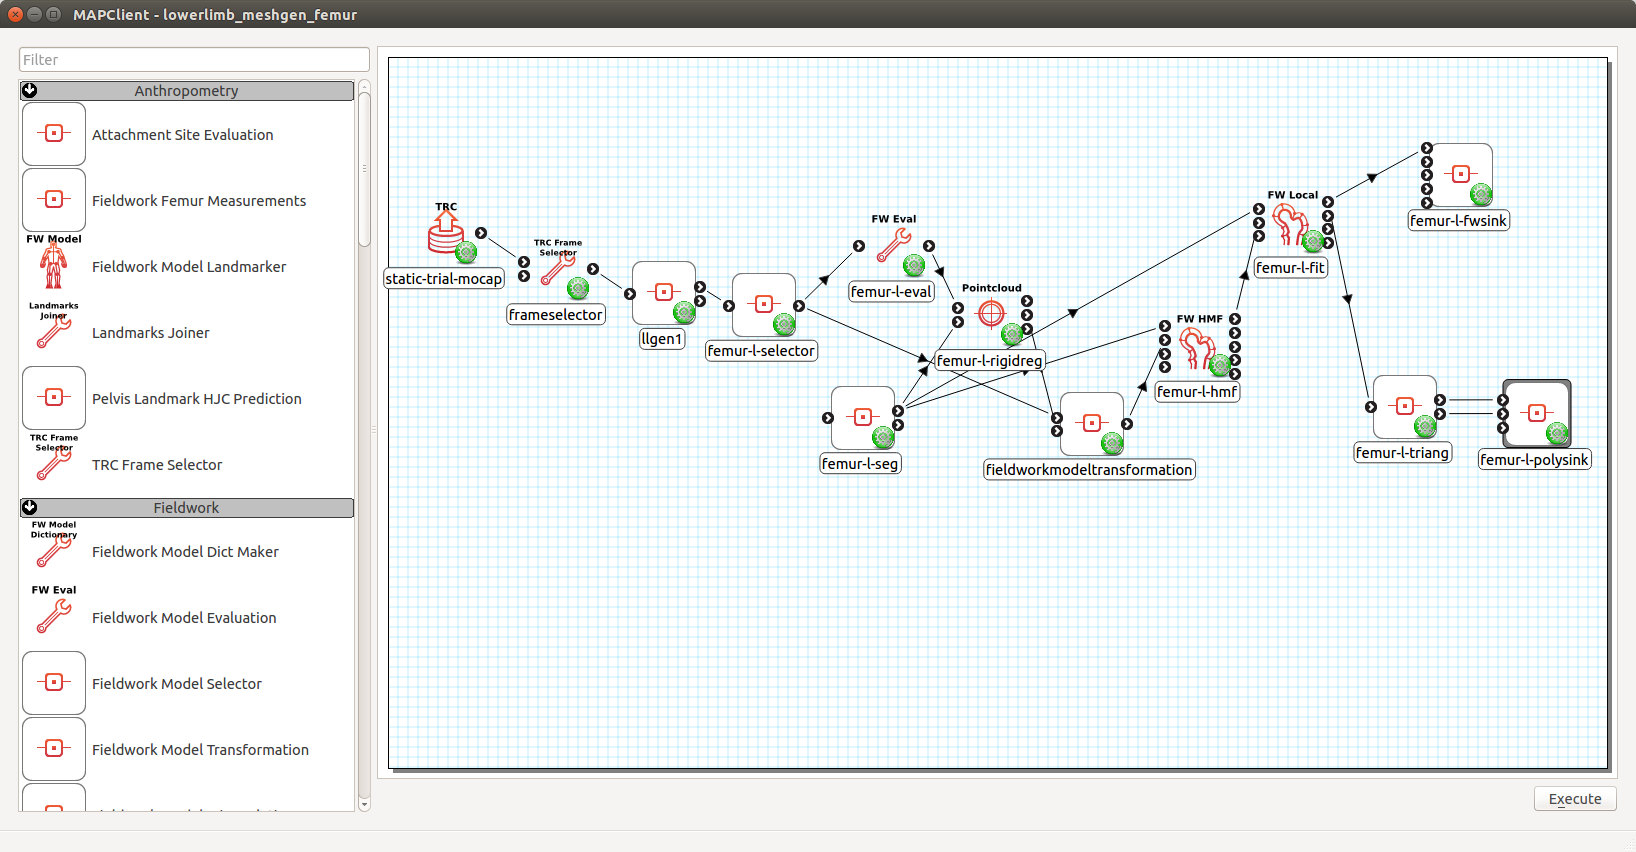 MAPClient - lowerlimb_meshgen_femur
Filter
Anthropometry
Attachment Site Evaluation
Fieldwork Femur Measurements
FW Model
Fieldwork Model Landmarker
Landmarks
Joiner
Landmarks Joiner
Pelvis Landmark HJC Prediction
TRC Frame
Selector
TRC Frame Selector
Fieldwork
FW Model
Dictionary
Fieldwork Model Dict Maker
FW Eval
Fieldwork Model Evaluation
Fieldwork Model Selector
Fieldwork Model Transformation
TRC
static-trial-mocap
TRC Frame
Selector
frameselector
llgen1
femur-l-selector
FW Eval
femur-l-eval
Pointcloud
femur-l-rigidreg
femur-l-seg
fieldworkmodeltransformation
FW HMF
femur-l-hmf
FW Local
femur-l-fit
femur-l-fwsink
femur-l-triang
femur-l-polysink
Execute